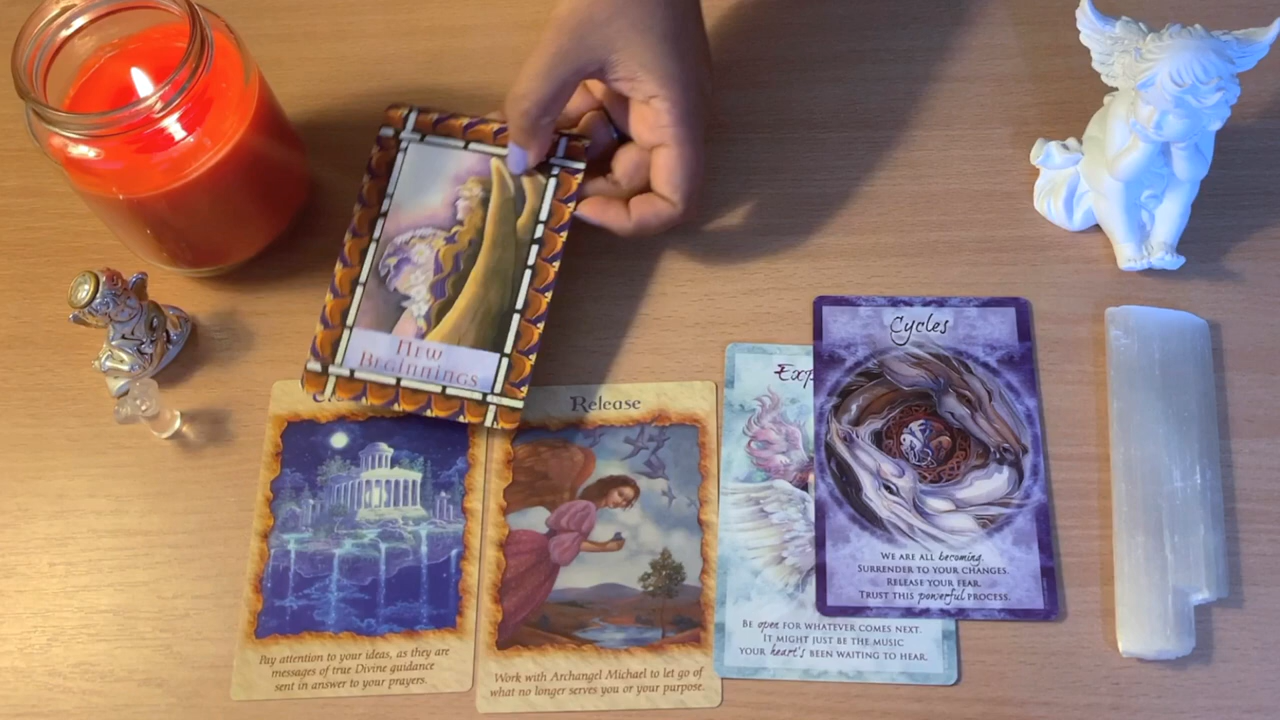 New
Beginnings
Release
Cycles
Pay attention to your ideas, as they are
messages of true Divine guidance
sent in answer to your prayers.
Work with Archangel Michael to let go of
what no longer serves you or your purpose.
Be open for whatever comes next.
It might just be the music
your heart's been waiting to hear.
We are all becoming.
Surrender to your changes.
Release your fear.
Trust this powerful process.